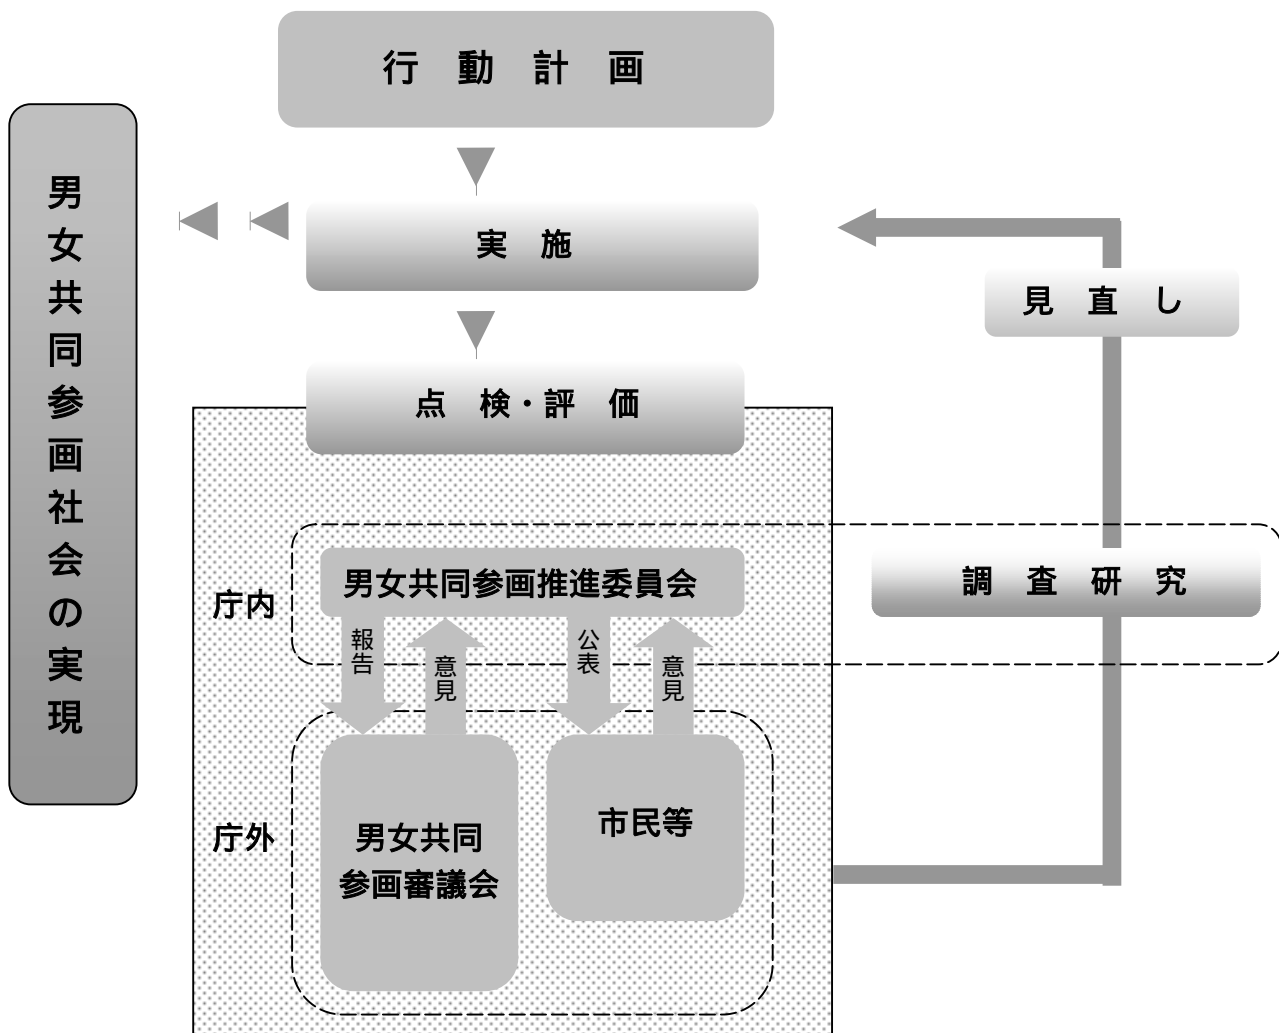 行 動 計 画
男女共同参画社会の実現
実 施
見 直 し
点 検・評 価
男女共同参画推進委員会
調 査 研 究
庁内
報告
意見
公表
意見
庁外
男女共同
参画審議会
市民等